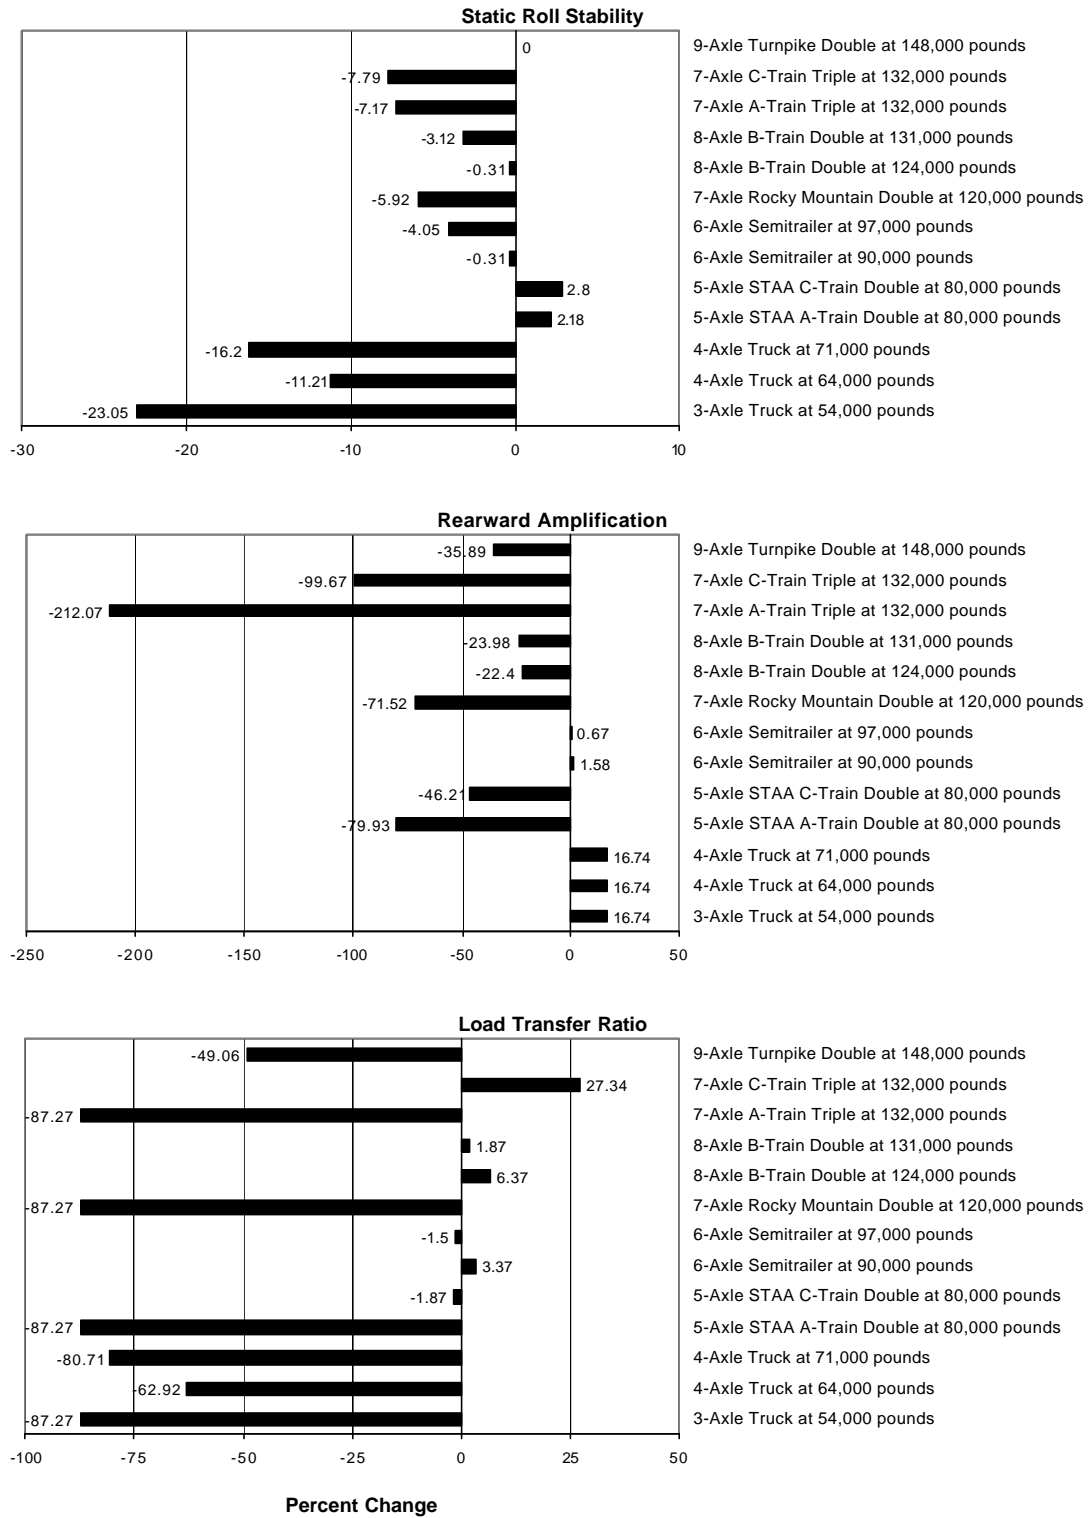 Static Roll Stability
0 9-Axle Turnpike Double at 148,000 pounds
-7.79 7-Axle C-Train Triple at 132,000 pounds
-7.17 7-Axle A-Train Triple at 132,000 pounds
-3.12 8-Axle B-Train Double at 131,000 pounds
-0.31 8-Axle B-Train Double at 124,000 pounds
-5.92 7-Axle Rocky Mountain Double at 120,000 pounds
-4.05 6-Axle Semitrailer at 97,000 pounds
-0.31 6-Axle Semitrailer at 90,000 pounds
2.8 5-Axle STAA C-Train Double at 80,000 pounds
2.18 5-Axle STAA A-Train Double at 80,000 pounds
-16.2 4-Axle Truck at 71,000 pounds
-11.21 4-Axle Truck at 64,000 pounds
-23.05 3-Axle Truck at 54,000 pounds
-30 -20 -10 0 10
Rearward Amplification
-35.89 9-Axle Turnpike Double at 148,000 pounds
-99.67 7-Axle C-Train Triple at 132,000 pounds
-212.07 7-Axle A-Train Triple at 132,000 pounds
-23.98 8-Axle B-Train Double at 131,000 pounds
-22.4 8-Axle B-Train Double at 124,000 pounds
-71.52 7-Axle Rocky Mountain Double at 120,000 pounds
0.67 6-Axle Semitrailer at 97,000 pounds
1.58 6-Axle Semitrailer at 90,000 pounds
-46.21 5-Axle STAA C-Train Double at 80,000 pounds
-79.93 5-Axle STAA A-Train Double at 80,000 pounds
16.74 4-Axle Truck at 71,000 pounds
16.74 4-Axle Truck at 64,000 pounds
16.74 3-Axle Truck at 54,000 pounds
-250 -200 -150 -100 -50 0 50
Load Transfer Ratio
-49.06 9-Axle Turnpike Double at 148,000 pounds
27.34 7-Axle C-Train Triple at 132,000 pounds
-87.27 7-Axle A-Train Triple at 132,000 pounds
1.87 8-Axle B-Train Double at 131,000 pounds
6.37 8-Axle B-Train Double at 124,000 pounds
-87.27 7-Axle Rocky Mountain Double at 120,000 pounds
-1.5 6-Axle Semitrailer at 97,000 pounds
3.37 6-Axle Semitrailer at 90,000 pounds
-1.87 5-Axle STAA C-Train Double at 80,000 pounds
-87.27 5-Axle STAA A-Train Double at 80,000 pounds
-80.71 4-Axle Truck at 71,000 pounds
-62.92 4-Axle Truck at 64,000 pounds
-87.27 3-Axle Truck at 54,000 pounds
-100 -75 -50 -25 0 25 50
Percent Change